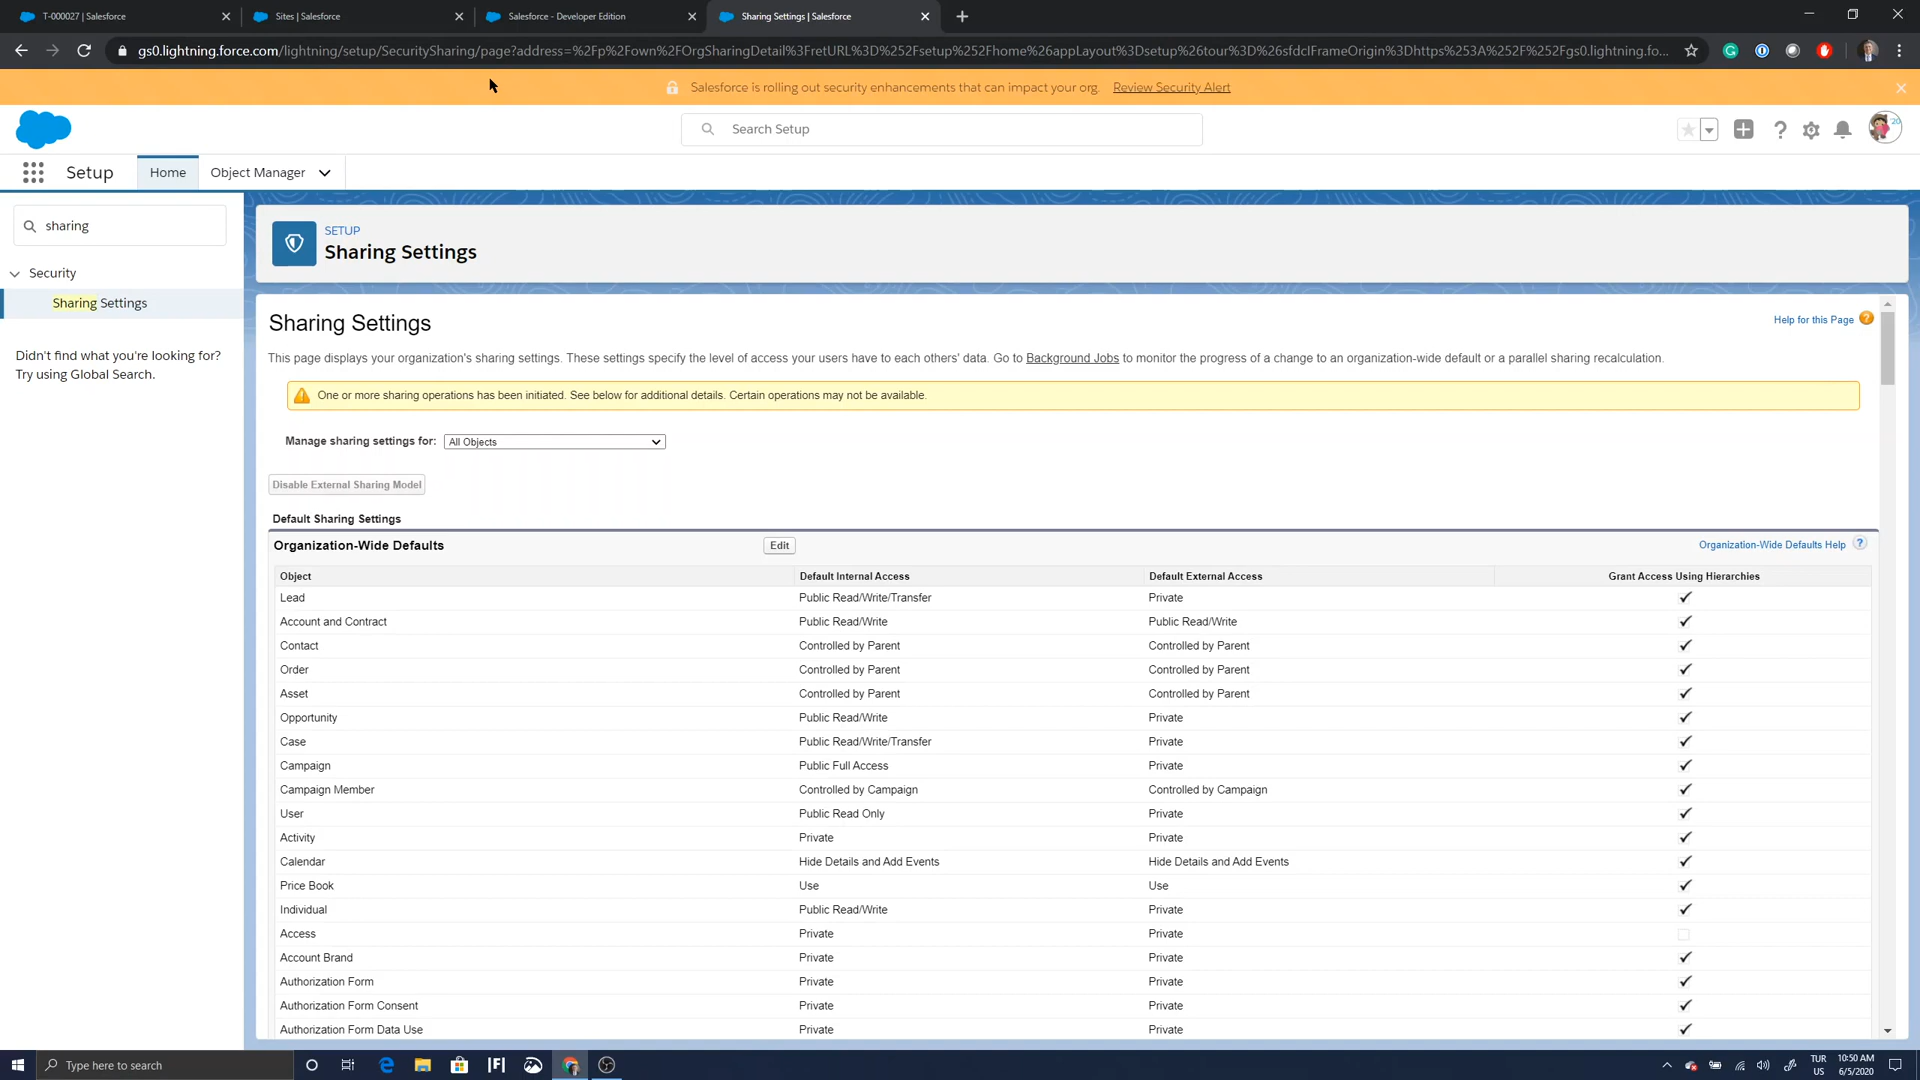 T-000027 | Salesforce
Sites | Salesforce
Salesforce - Developer Edition
Sharing Settings | Salesforce
gs0.lightning.force.com/lightning/setup/SecuritySharing/page?address=%2Fp%2Fown%2FOrgSharingDetail%3FretURL%3D%252Fsetup%252Fhome%26appLayout%3Dsetup%26tour%3D%26sfdcIFrameOrigin%3Dhttps%253A%252F%252Fgs0.lightning.fo...
Salesforce is rolling out security enhancements that can impact your org. Review Security Alert
Search Setup
'20
Setup
Home
Object Manager
sharing
Security
Sharing Settings
Didn't find what you're looking for?
Try using Global Search.
SETUP
Sharing Settings
Sharing Settings
Help for this Page
This page displays your organization's sharing settings. These settings specify the level of access your users have to each others' data. Go to Background Jobs to monitor the progress of a change to an organization-wide default or a parallel sharing recalculation.
One or more sharing operations has been initiated. See below for additional details. Certain operations may not be available.
Manage sharing settings for: All Objects
Disable External Sharing Model
Default Sharing Settings
Organization-Wide Defaults Edit Organization-Wide Defaults Help ?
Object Default Internal Access Default External Access Grant Access Using Hierarchies
Lead Public Read/Write/Transfer Private
Account and Contract Public Read/Write Public Read/Write
Contact Controlled by Parent Controlled by Parent
Order Controlled by Parent Controlled by Parent
Asset Controlled by Parent Controlled by Parent
Opportunity Public Read/Write Private
Case Public Read/Write/Transfer Private
Campaign Public Full Access Private
Campaign Member Controlled by Campaign Controlled by Campaign
User Public Read Only Private
Activity Private Private
Calendar Hide Details and Add Events Hide Details and Add Events
Price Book Use Use
Individual Public Read/Write Private
Access Private Private
Account Brand Private Private
Authorization Form Private Private
Authorization Form Consent Private Private
Authorization Form Data Use Private Private
Type here to search
|F|
TUR
US
10:50 AM
6/5/2020